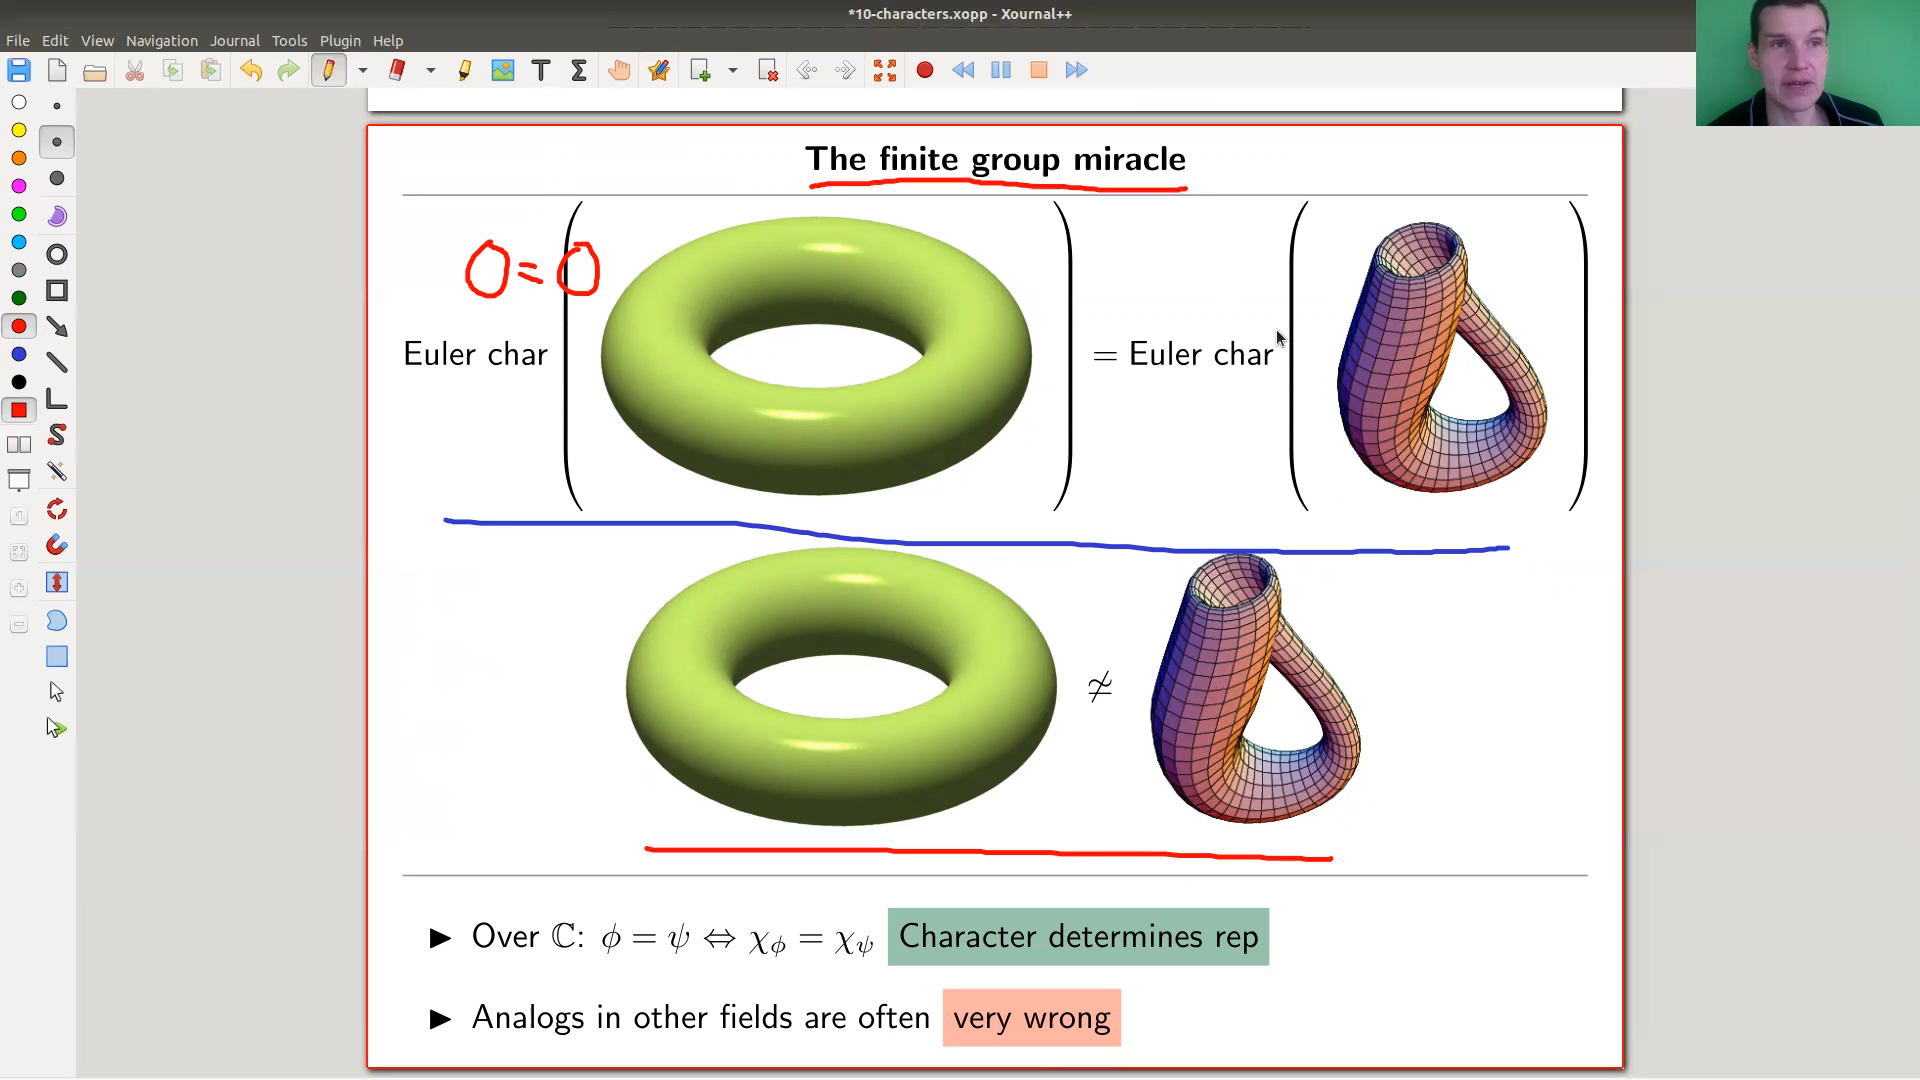 *10-characters.xopp - Xournal++
File Edit View Navigation Journal Tools Plugin Help
The finite group miracle
0=0
Euler char ( ) = Euler char ( )
≄
▶ Over ℂ: ϕ = ψ ⇔ χ_ϕ = χ_ψ Character determines rep
▶ Analogs in other fields are often very wrong